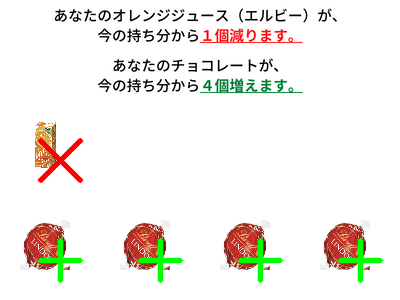 あなたのオレンジジュース（エルビー）が、
今の持ち分から１個減ります。
あなたのチョコレートが、
今の持ち分から４個増えます。